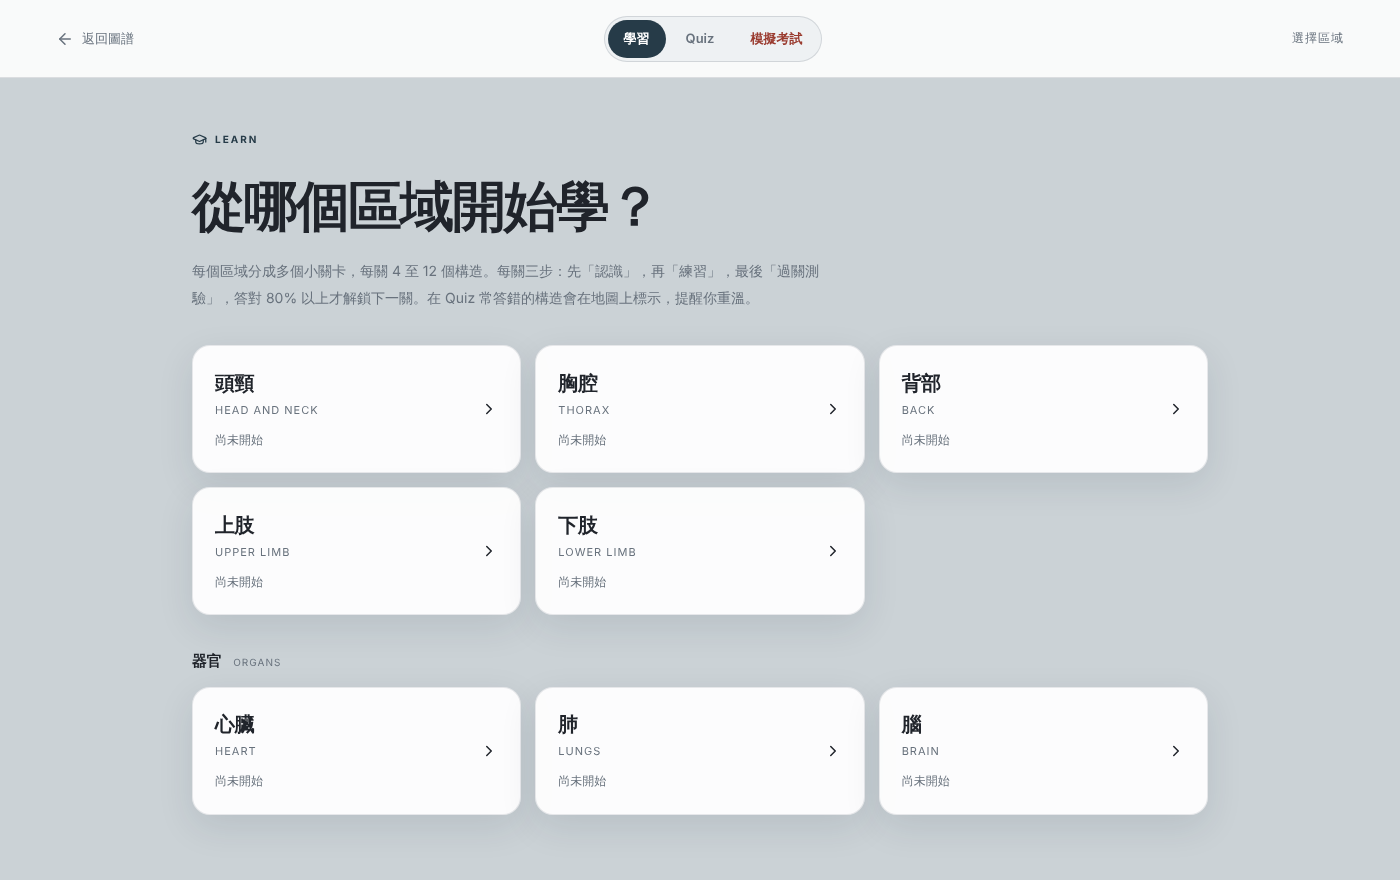 返回圖譜
學習
Quiz
模擬考試
選擇區域
LEARN
從哪個區域開始學？
每個區域分成多個小關卡，每關 4 至 12 個構造。每關三步：先「認識」，再「練習」，最後「過關測
驗」，答對 80% 以上才解鎖下一關。在 Quiz 常答錯的構造會在地圖上標示，提醒你重溫。
頭頸
HEAD AND NECK
尚未開始
胸腔
THORAX
尚未開始
背部
BACK
尚未開始
上肢
UPPER LIMB
尚未開始
下肢
LOWER LIMB
尚未開始
器官 ORGANS
心臟
HEART
尚未開始
肺
LUNGS
尚未開始
腦
BRAIN
尚未開始